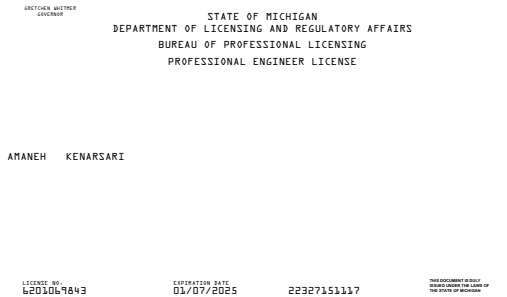 GRETCHEN WHITMER
GOVERNOR
STATE OF MICHIGAN
DEPARTMENT OF LICENSING AND REGULATORY AFFAIRS
BUREAU OF PROFESSIONAL LICENSING
PROFESSIONAL ENGINEER LICENSE
AMANEH KENARSARI
LICENSE NO.
6201069843
EXPIRATION DATE
01/07/2025
22327151117
THIS DOCUMENT IS DULY
ISSUED UNDER THE LAWS OF
THE STATE OF MICHIGAN